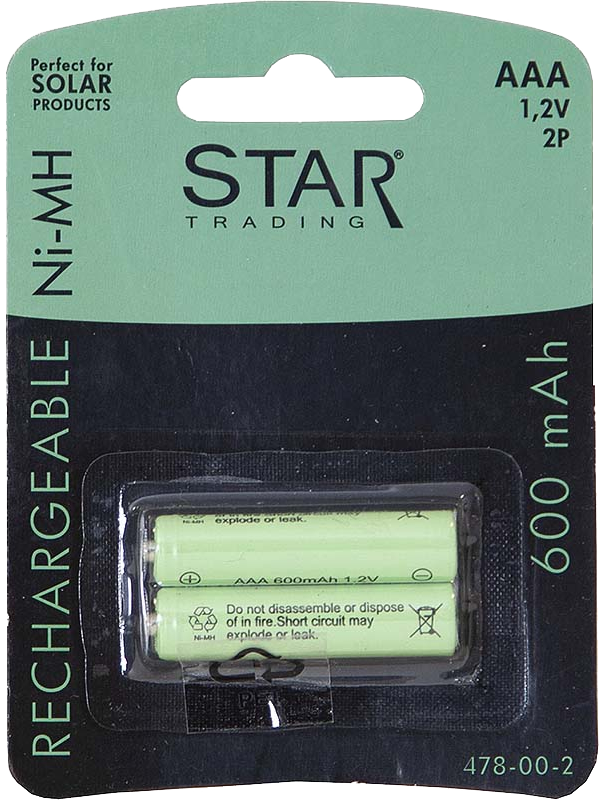 Perfect for
SOLAR
PRODUCTS
AAA
1,2V
2P
STAR®
TRADING
RECHARGEABLE Ni-MH
600 mAh
Ni-MH
explode or leak.
+ AAA 600mAh 1.2V −
Do not disassemble or dispose
of in fire.Short circuit may
explode or leak.
Ni-MH
478-00-2